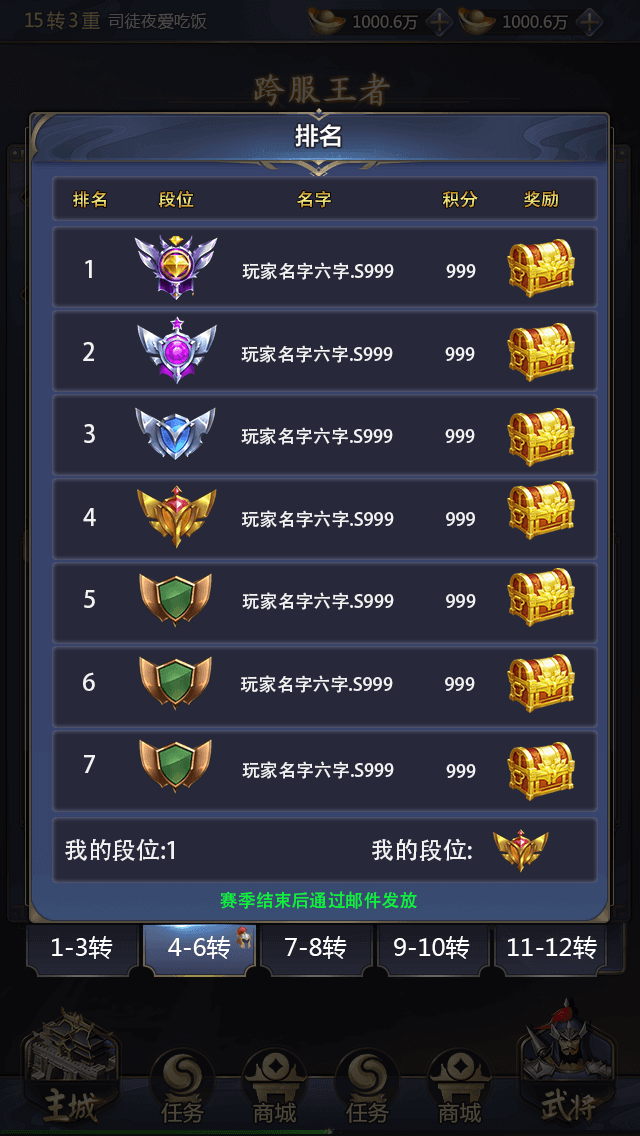 15转3重 司徒夜爱吃饭 1000.6万 1000.6万
跨服王者
排名
排名 段位 名字 积分 奖励
1 玩家名字六字.S999 999
2 玩家名字六字.S999 999
3 玩家名字六字.S999 999
4 玩家名字六字.S999 999
5 玩家名字六字.S999 999
6 玩家名字六字.S999 999
7 玩家名字六字.S999 999
我的段位:1 我的段位:
赛季结束后通过邮件发放
1-3转 4-6转 7-8转 9-10转 11-12转
主城 任务 商城 任务 商城 武将